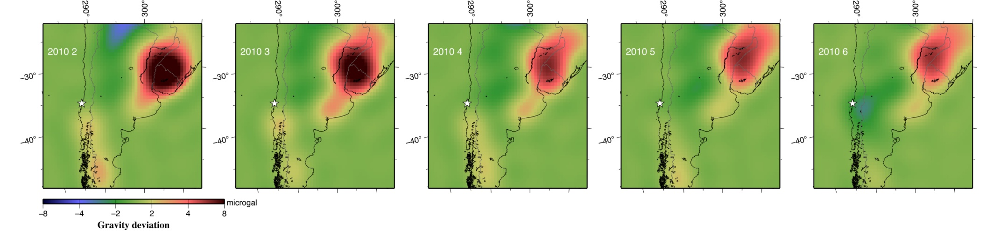 290° 300° 290° 300° 290° 300° 290° 300° 290° 300°
2010 2 2010 3 2010 4 2010 5 2010 6
−30° −30° −30° −30° −30°
−40° −40° −40° −40° −40°
microgal
−8 −4 −2 2 4 8
Gravity deviation